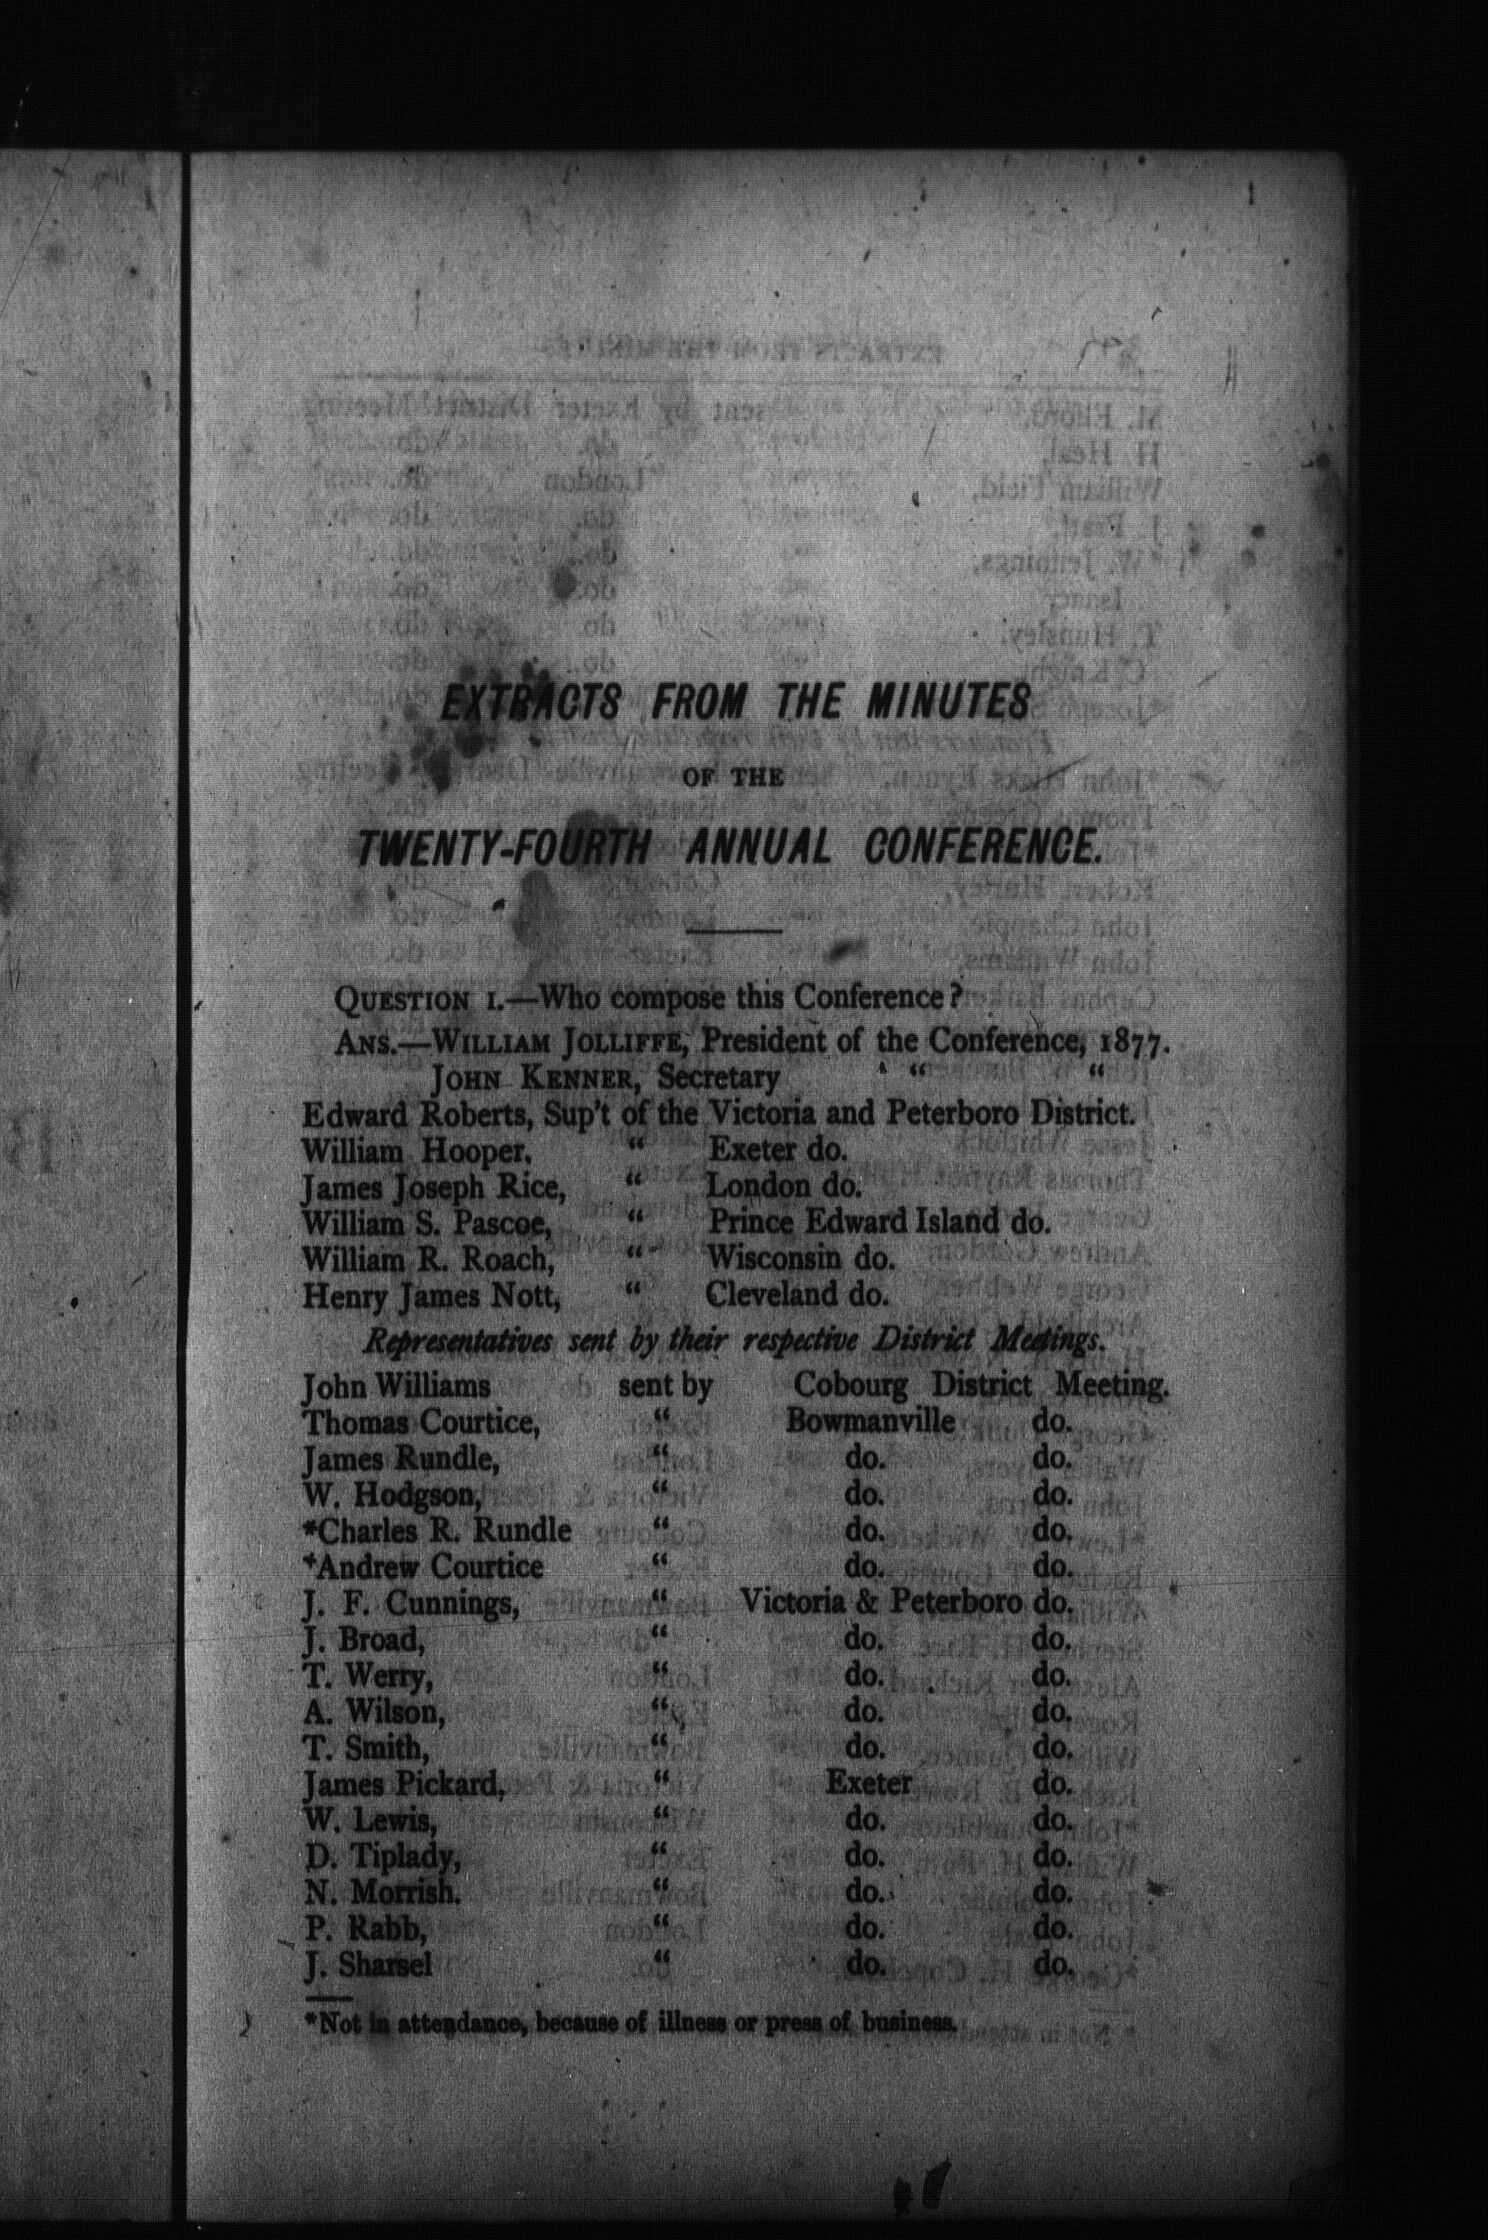 EXTRACTS FROM THE MINUTES
OF THE
TWENTY-FOURTH ANNUAL CONFERENCE.
QUESTION I.—Who compose this Conference?
ANS.—WILLIAM JOLLIFFE, President of the Conference, 1877.
JOHN KENNER, Secretary “ “
Edward Roberts, Sup't of the Victoria and Peterboro District.
William Hooper. “ Exeter do.
James Joseph Rice, “ London do.
William S. Pascoe, “ Prince Edward Island do.
William R. Roach, “ Wisconsin do.
Henry James Nott, “ Cleveland do.
Representatives sent by their respective District Meetings.
John Williams sent by Cobourg District Meeting.
Thomas Courtice, “ Bowmanville do.
James Rundle, “ do. do.
W. Hodgson, “ do. do.
*Charles R. Rundle “ do. do.
*Andrew Courtice “ do. do.
J. F. Cunnings, “ Victoria & Peterboro do.
J. Broad, “ do. do.
T. Werry, “ do. do.
A. Wilson, “ do. do.
T. Smith, “ do. do.
James Pickard, “ Exeter do.
W. Lewis, “ do. do.
D. Tiplady, “ do. do.
N. Morrish. “ do. do.
P. Rabb, “ do. do.
J. Sharsel “ do. do.
*Not in attendance, because of illness or press of business.